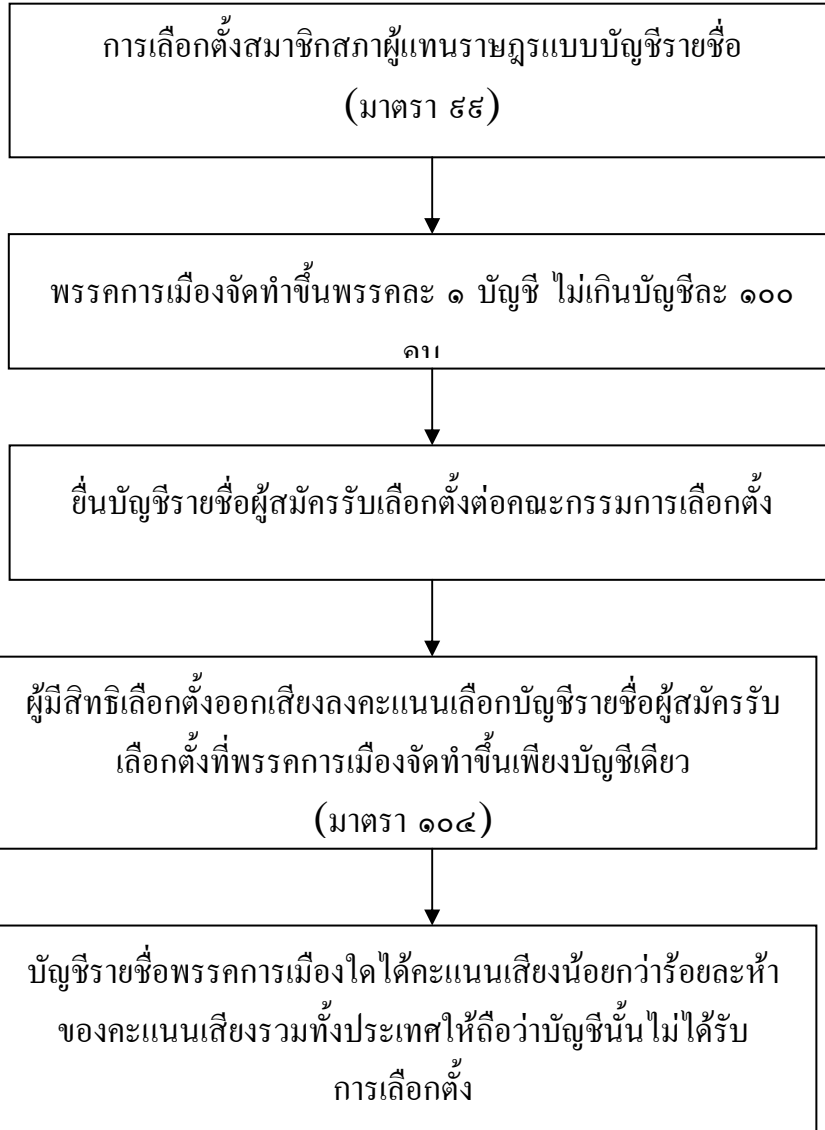 การเลือกตั้งสมาชิกสภาผู้แทนราษฎรแบบบัญชีรายชื่อ
(มาตรา ๙๙)
พรรคการเมืองจัดทำขึ้นพรรคละ ๑ บัญชี ไม่เกินบัญชีละ ๑๐๐
คน
ยื่นบัญชีรายชื่อผู้สมัครรับเลือกตั้งต่อคณะกรรมการเลือกตั้ง
ผู้มีสิทธิเลือกตั้งออกเสียงลงคะแนนเลือกบัญชีรายชื่อผู้สมัครรับ
เลือกตั้งที่พรรคการเมืองจัดทำขึ้นเพียงบัญชีเดียว
(มาตรา ๑๐๔)
บัญชีรายชื่อพรรคการเมืองใดได้คะแนนเสียงน้อยกว่าร้อยละห้า
ของคะแนนเสียงรวมทั้งประเทศให้ถือว่าบัญชีนั้นไม่ได้รับ
การเลือกตั้ง